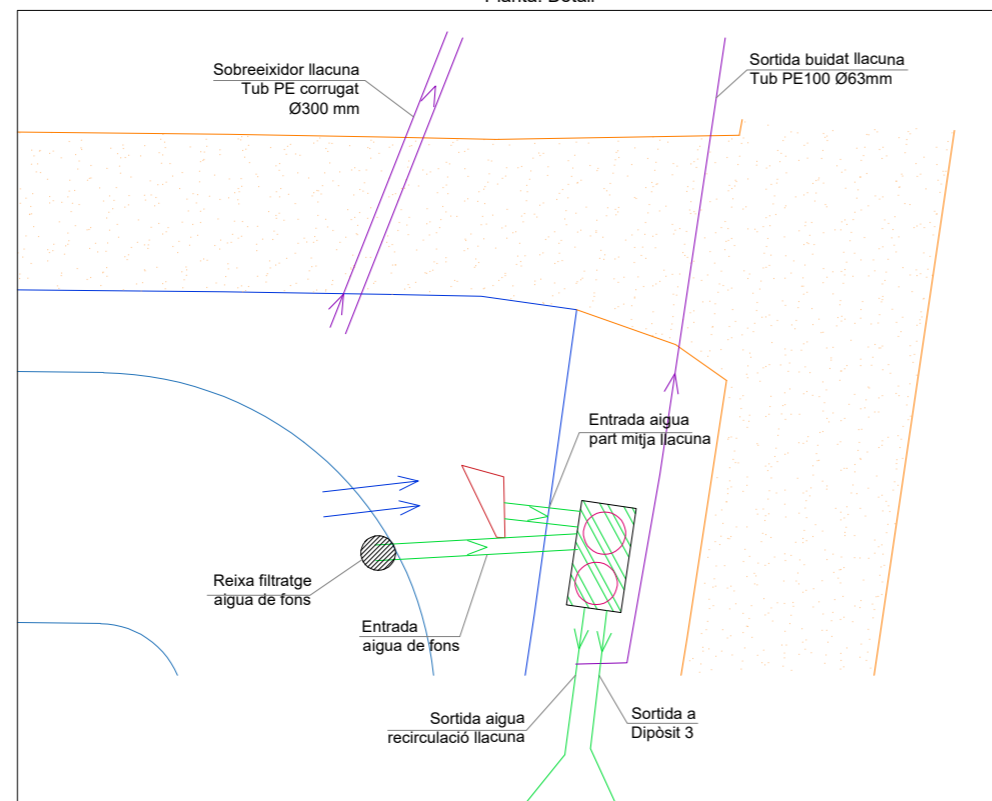 Planta. Detall
Sobreeixidor llacuna
Tub PE corrugat
Ø300 mm
Sortida buidat llacuna
Tub PE100 Ø63mm
Entrada aigua
part mitja llacuna
Reixa filtratge
aigua de fons
Entrada
aigua de fons
Sortida aigua
recirculació llacuna
Sortida a
Dipòsit 3